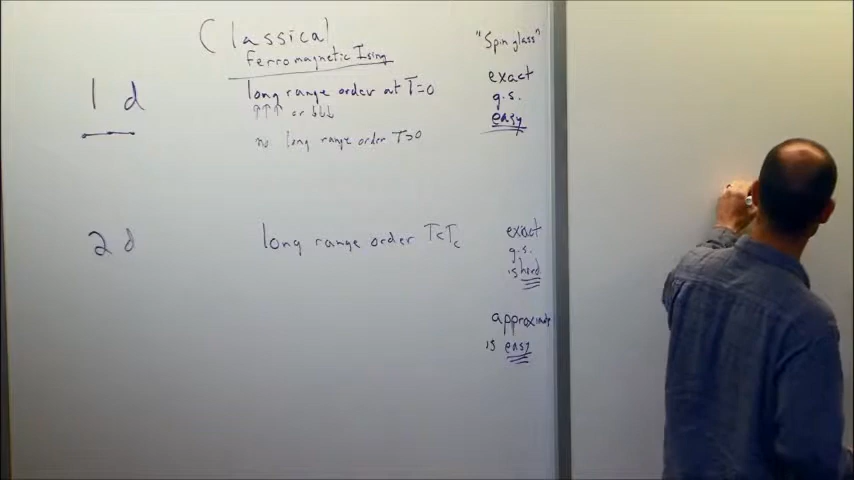 Classical
Ferromagnetic Ising
"Spin glass"
1 d
long range order at T=0
↑↑↑ or ↓↓↓
no long range order T>0
exact
g.s.
easy
2 d
long range order T<Tc
exact
g.s.
is hard
approximate
is easy